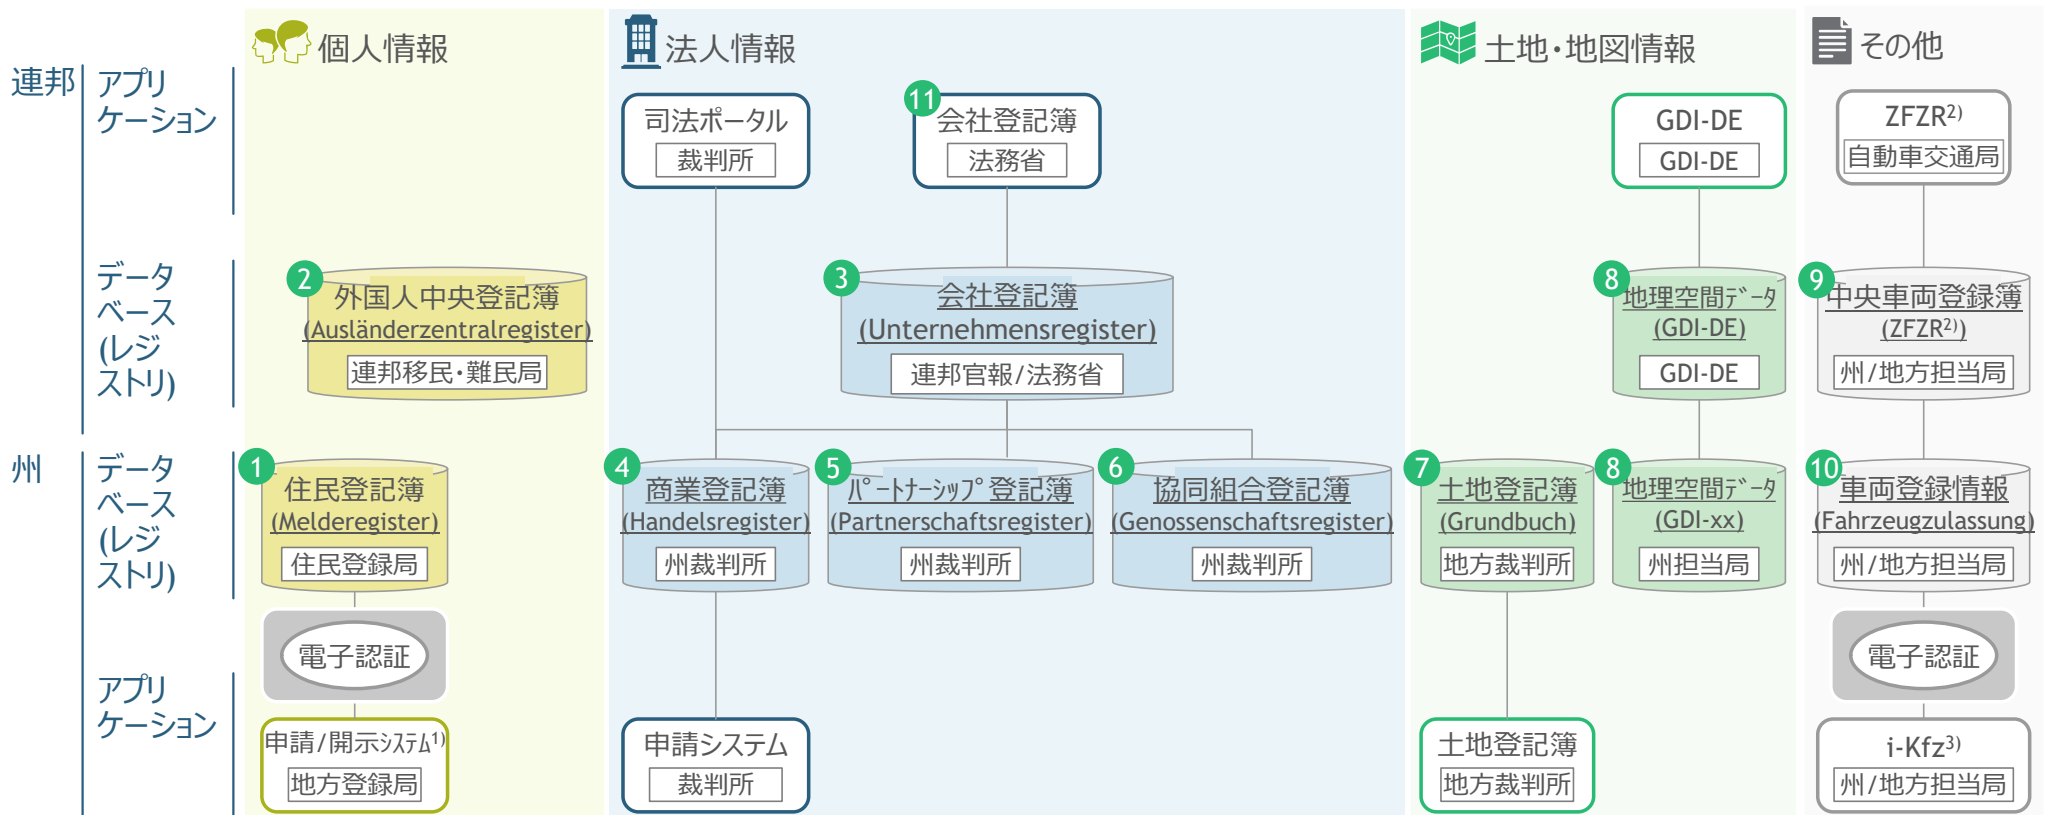 個人情報
法人情報
土地・地図情報
その他
連邦
アプリ
ケーション
司法ポータル
裁判所
11
会社登記簿
法務省
GDI-DE
GDI-DE
ZFZR2)
自動車交通局
データ
ベース
(レジ
ストリ)
2
外国人中央登記簿
(Ausländerzentralregister)
連邦移民・難民局
3
会社登記簿
(Unternehmensregister)
連邦官報/法務省
8
地理空間ﾃﾞｰﾀ
(GDI-DE)
GDI-DE
9
中央車両登録簿
(ZFZR2))
州/地方担当局
州
データ
ベース
(レジ
ストリ)
1
住民登記簿
(Melderegister)
住民登録局
4
商業登記簿
(Handelsregister)
州裁判所
5
ﾊﾟｰﾄﾅｰｼｯﾌﾟ登記簿
(Partnerschaftsregister)
州裁判所
6
協同組合登記簿
(Genossenschaftsregister)
州裁判所
7
土地登記簿
(Grundbuch)
地方裁判所
8
地理空間ﾃﾞｰﾀ
(GDI-xx)
州担当局
10
車両登録情報
(Fahrzeugzulassung)
州/地方担当局
電子認証
電子認証
アプリ
ケーション
申請/開示ｼｽﾃﾑ1)
地方登録局
申請システム
裁判所
土地登記簿
地方裁判所
i-Kfz3)
州/地方担当局